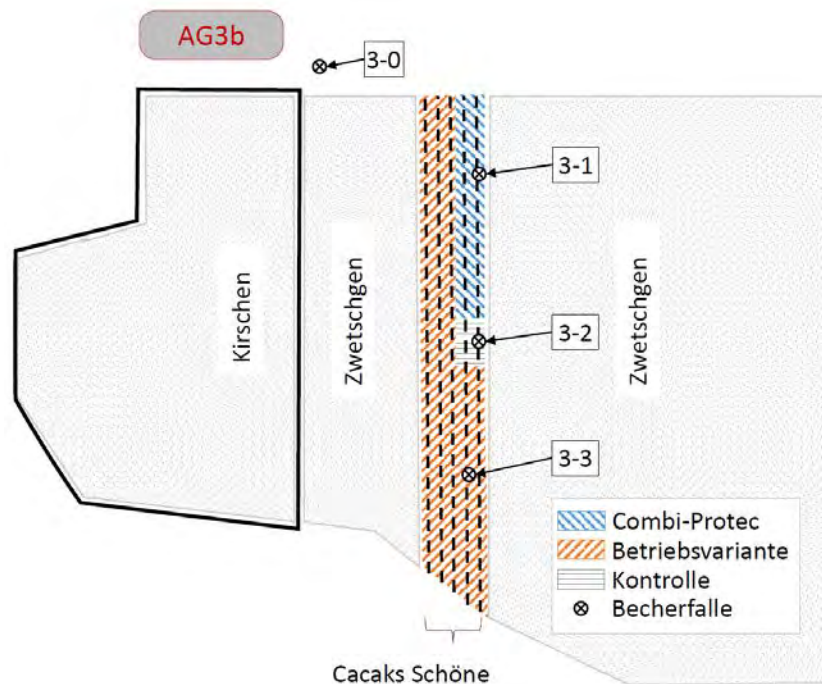 AG3b
3-0
3-1
Kirschen
Zwetschgen
Zwetschgen
3-2
3-3
Combi-Protec
Betriebsvariante
Kontrolle
Becherfalle
Cacaks Schöne